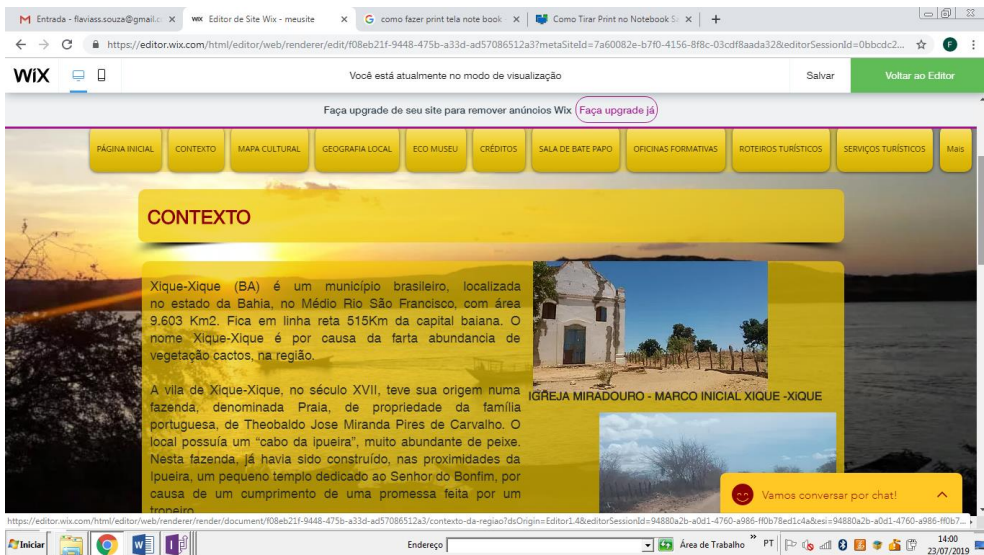 Entrada - flaviass.souza@gmail.c
WIX Editor de Site Wix - meusite
como fazer print tela note book
Como Tirar Print no Notebook S
https://editor.wix.com/html/editor/web/renderer/edit/f08eb21f-9448-475b-a33d-ad57086512a3?metaSiteId=7a60082e-b7f0-4156-8f8c-03cdf8aada32&editorSessionId=0bbcdc2...
F
WiX
Você está atualmente no modo de visualização
Salvar
Voltar ao Editor
Faça upgrade de seu site para remover anúncios Wix Faça upgrade já
PÁGINA INICIAL CONTEXTO MAPA CULTURAL GEOGRAFIA LOCAL ECO MUSEU CRÉDITOS SALA DE BATE PAPO OFICINAS FORMATIVAS ROTEIROS TURÍSTICOS SERVIÇOS TURÍSTICOS Mais
CONTEXTO
Xique-Xique (BA) é um município brasileiro, localizada
no estado da Bahia, no Médio Rio São Francisco, com área
9.603 Km2. Fica em linha reta 515Km da capital baiana. O
nome Xique-Xique é por causa da farta abundancia de
vegetação cactos, na região.
A vila de Xique-Xique, no século XVII, teve sua origem numa
fazenda, denominada Praia, de propriedade da família
portuguesa, de Theobaldo Jose Miranda Pires de Carvalho. O
local possuía um “cabo da ipueira”, muito abundante de peixe.
Nesta fazenda, já havia sido construído, nas proximidades da
Ipueira, um pequeno templo dedicado ao Senhor do Bonfim, por
causa de um cumprimento de uma promessa feita por um
tropeiro
IGREJA MIRADOURO - MARCO INICIAL XIQUE -XIQUE
Vamos conversar por chat!
https://editor.wix.com/html/editor/web/renderer/render/document/f08eb21f-9448-475b-a33d-ad57086512a3/contexto-da-regiao?dsOrigin=Editor1.4&editorSessionId=94880a2b-a0d1-4760-a986-ff0b78ed1c4a&esi=94880a2b-a0d1-4760-a986-ff0b7...
Iniciar
Endereço
Área de Trabalho
PT
14:00
23/07/2019